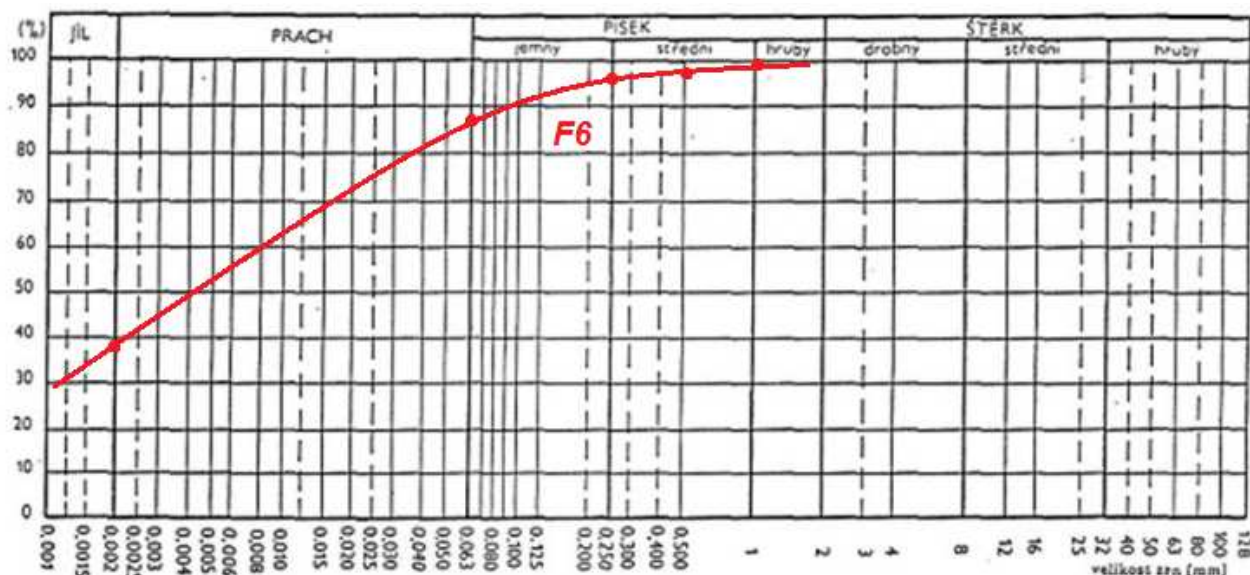 (%) JÍL PRACH PÍSEK ŠTĚRK
jemný střední hrubý drobný střední hrubý
100
90
80
F6
70
60
50
40
30
20
10
0
0,001 0,0015 0,002 0,0025 0,003 0,004 0,005 0,006 0,008 0,010 0,015 0,020 0,025 0,030 0,040 0,050 0,063 0,080 0,100 0,125 0,200 0,250 0,300 0,400 0,500 1 2 3 4 8 12 16 25 32 40 50 63 80 100 128
velikost zrn [mm]